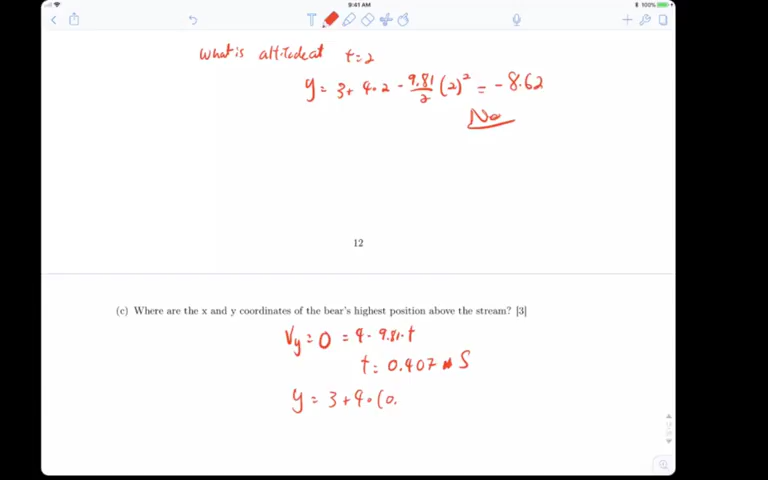 9:41 AM
100%
What is altitude at t = 2
y = 3 + 4 · 2 - 9.81/2 (2)² = - 8.62
No
12
(c) Where are the x and y coordinates of the bear's highest position above the stream? [3]
Vy = 0 = 4 - 9.81 · t
t = 0.407 s
y = 3 + 4 · (0.